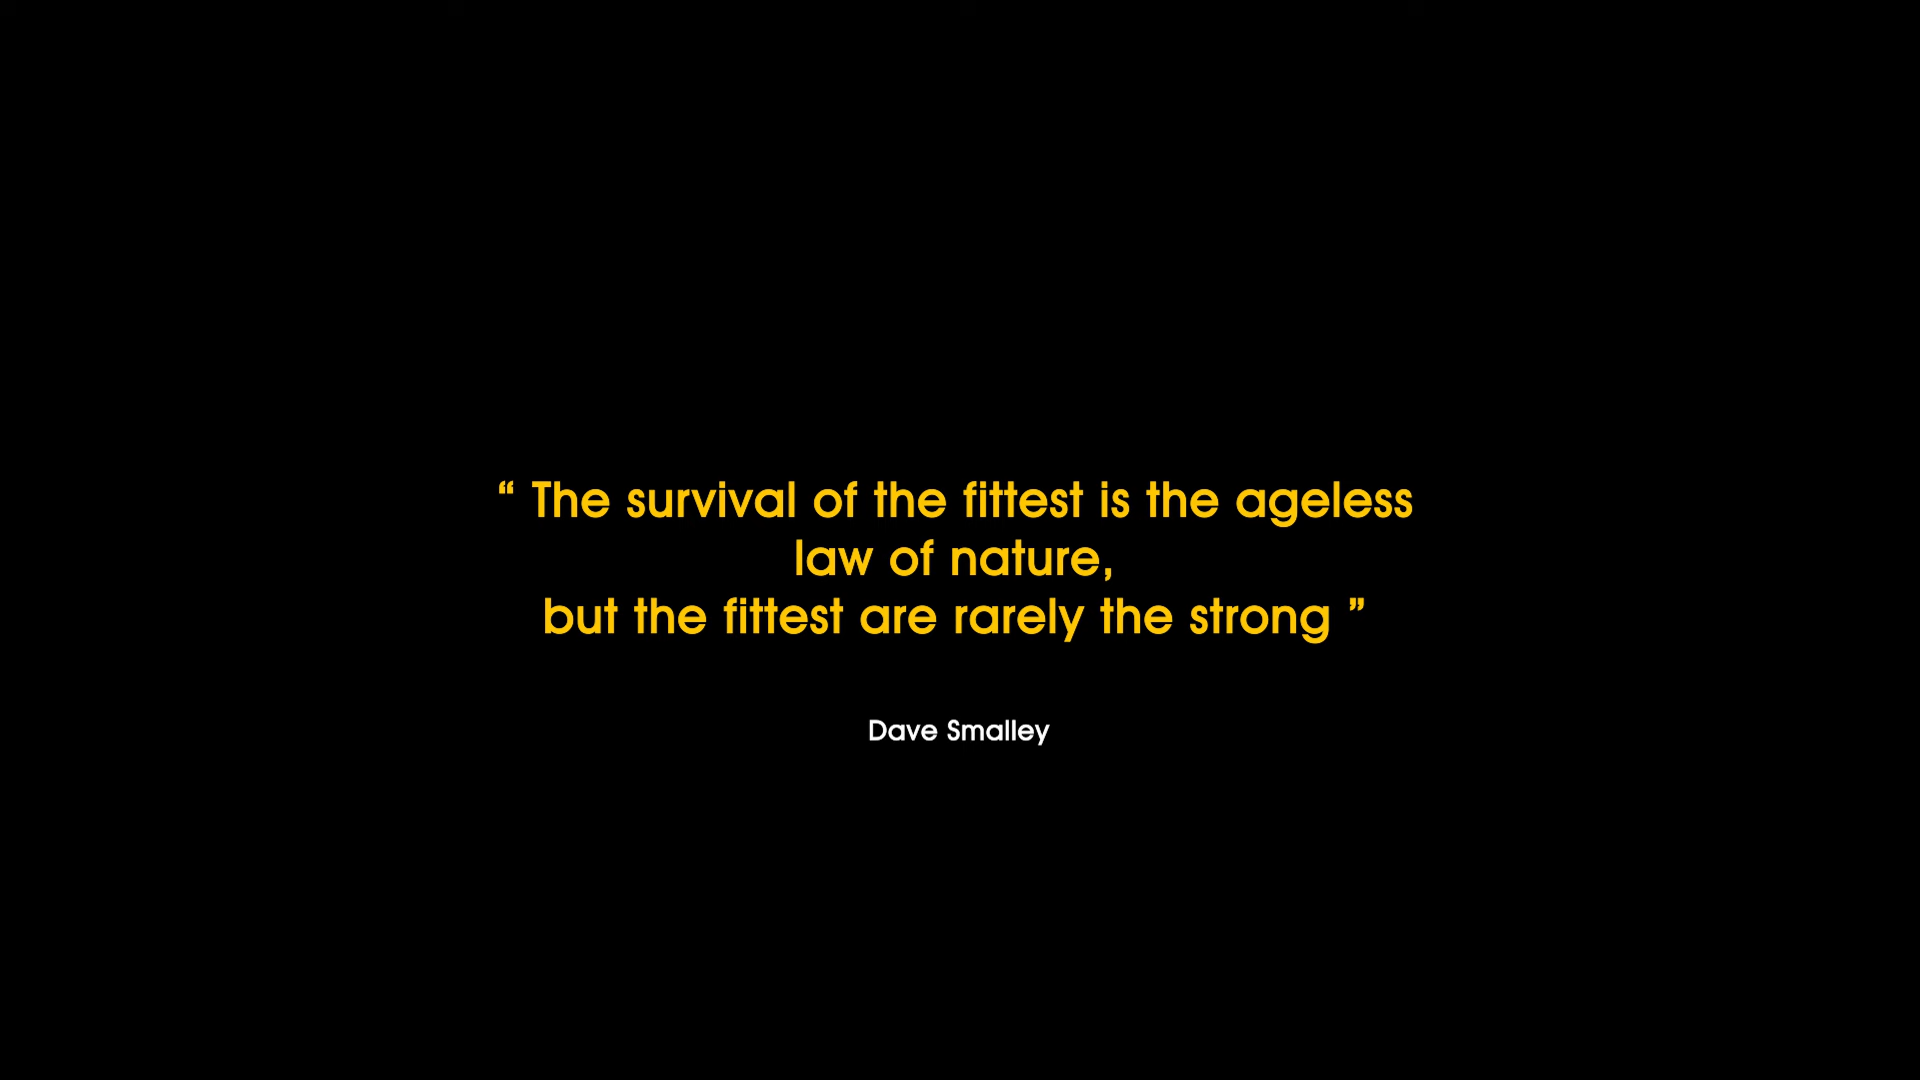 “ The survival of the fittest is the ageless
law of nature,
but the fittest are rarely the strong ”
Dave Smalley